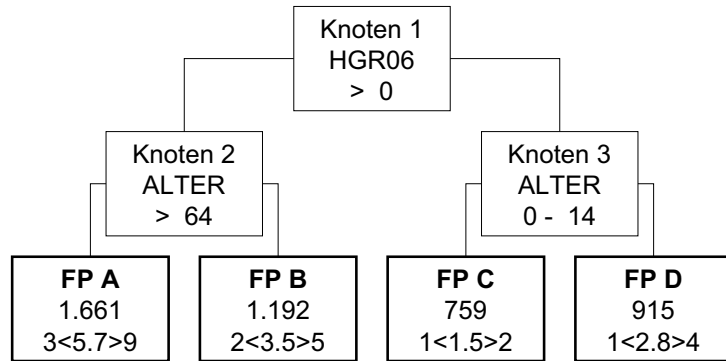 Knoten 1
HGR06
> 0
Knoten 2
ALTER
> 64
Knoten 3
ALTER
0 - 14
FP A
1.661
3<5.7>9
FP B
1.192
2<3.5>5
FP C
759
1<1.5>2
FP D
915
1<2.8>4